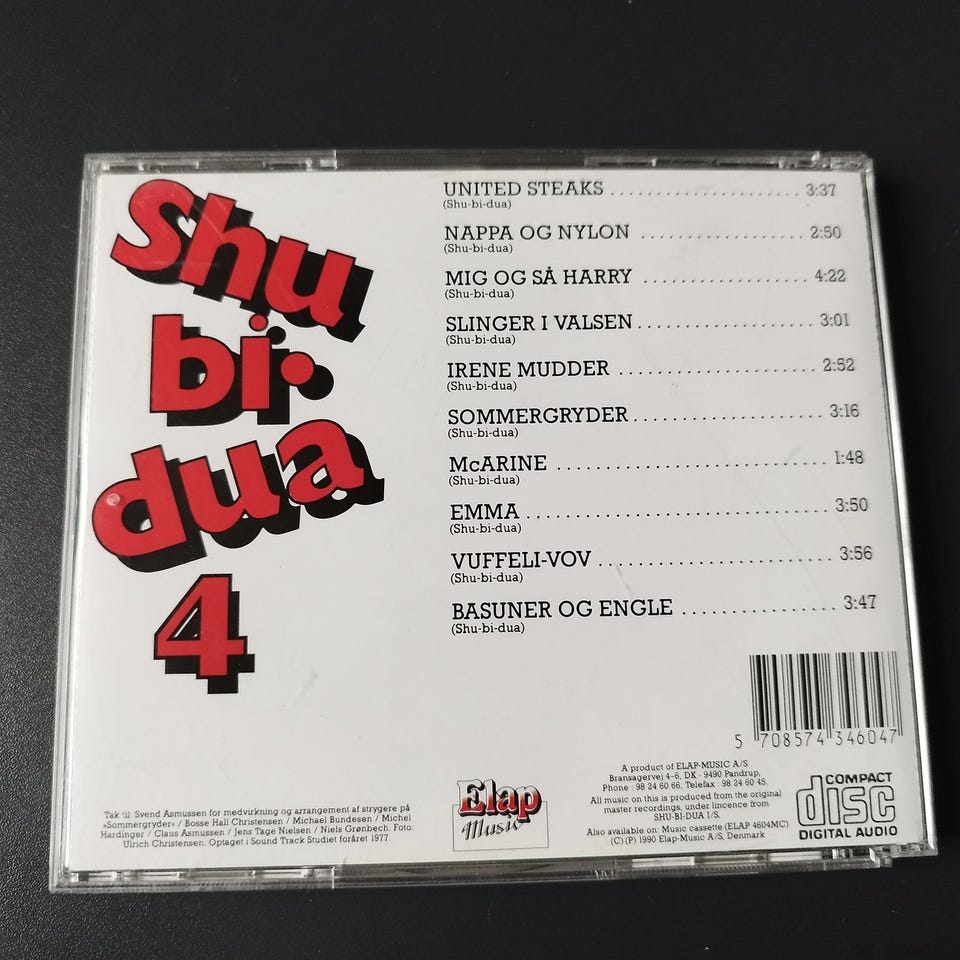 shu
bi·
dua
4
UNITED STEAKS ..................... 3:37
(Shu-bi-dua)
NAPPA OG NYLON .................. 2:50
(Shu-bi-dua)
MIG OG SÅ HARRY ................... 4:22
(Shu-bi-dua)
SLINGER I VALSEN.................... 3:01
(Shu-bi-dua)
IRENE MUDDER ...................... 2:52
(Shu-bi-dua)
SOMMERGRYDER..................... 3:16
(Shu-bi-dua)
McARINE .............................. 1:48
(Shu-bi-dua)
EMMA ................................. 3:50
(Shu-bi-dua)
VUFFELI-VOV ......................... 3:56
(Shu-bi-dua)
BASUNER OG ENGLE ................ 3:47
(Shu-bi-dua)
5 708574 346047
Tak til: Svend Asmussen for medvirkning og arrangement af strygere på
«Sommergryder» / Bosse Hall Christensen / Michael Bundesen / Michel
Hardinger / Claus Asmussen / Jens Tage Nielsen / Niels Grønbech. Foto:
Ulrich Christensen. Optaget i Sound Track Studiet foråret 1977.
Elap
Music
A product of ELAP-MUSIC A/S
Bransagervej 4-6, DK - 9490 Pandrup,
Phone : 98 24 60 66, Telefax : 98 24 60 45.
All music on this is produced from the original
master recordings, under lincence from
SHU-BI-DUA I/S.
Also available on: Music cassette (ELAP 4604MC)
(C) (P) 1990 Elap-Music A/S, Denmark
COMPACT
disc
DIGITAL AUDIO